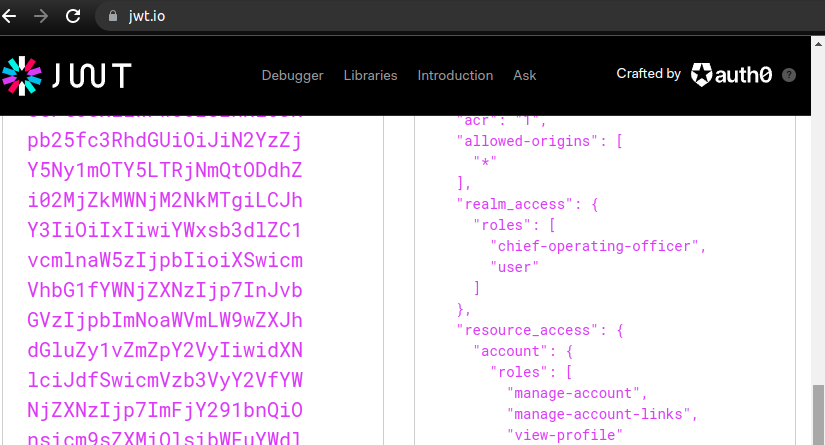 jwt.io
JWT
Debugger
Libraries
Introduction
Ask
Crafted by
auth0
?
pb25fc3RhdGUiOiJiN2YzZj
Y5Ny1mOTY5LTRjNmQtODdhZ
i02MjZkMWNjM2NkMTgiLCJh
Y3IiOiIxIiwiYWxsb3dlZC1
vcmlnaW5zIjpbIioiXSwicm
VhbG1fYWNjZXNzIjp7InJvb
GVzIjpbImNoaWVmLW9wZXJh
dGluZy1vZmZpY2VyIiwidXN
lciJdfSwicmVzb3VyY2VfYW
NjZXNzIjp7ImFjY291bnQiO
nsicm9sZXMiOlsibWFuYWdl
"acr": "1",
"allowed-origins": [
"*"
],
"realm_access": {
"roles": [
"chief-operating-officer",
"user"
]
},
"resource_access": {
"account": {
"roles": [
"manage-account",
"manage-account-links",
"view-profile"